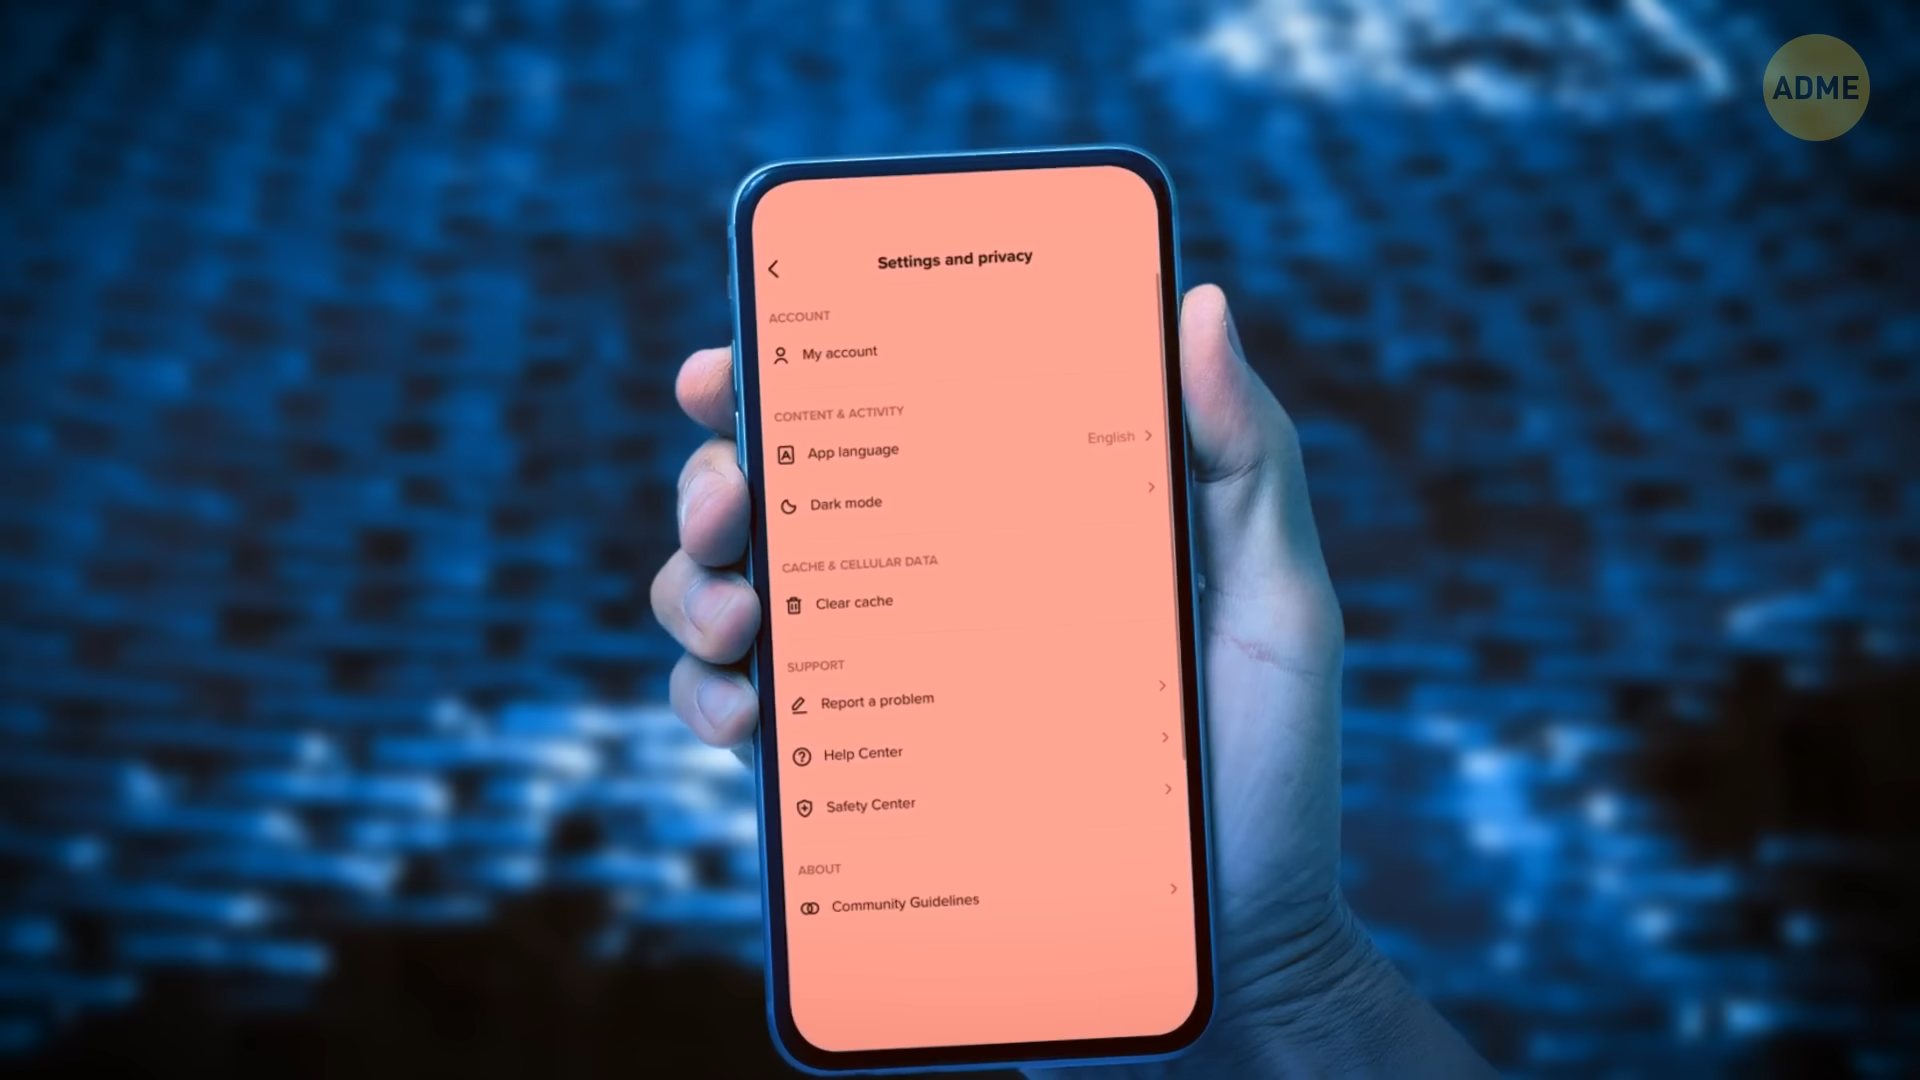 ADME
Settings and privacy
ACCOUNT
My account
CONTENT & ACTIVITY
App language
English
Dark mode
CACHE & CELLULAR DATA
Clear cache
SUPPORT
Report a problem
Help Center
Safety Center
ABOUT
Community Guidelines